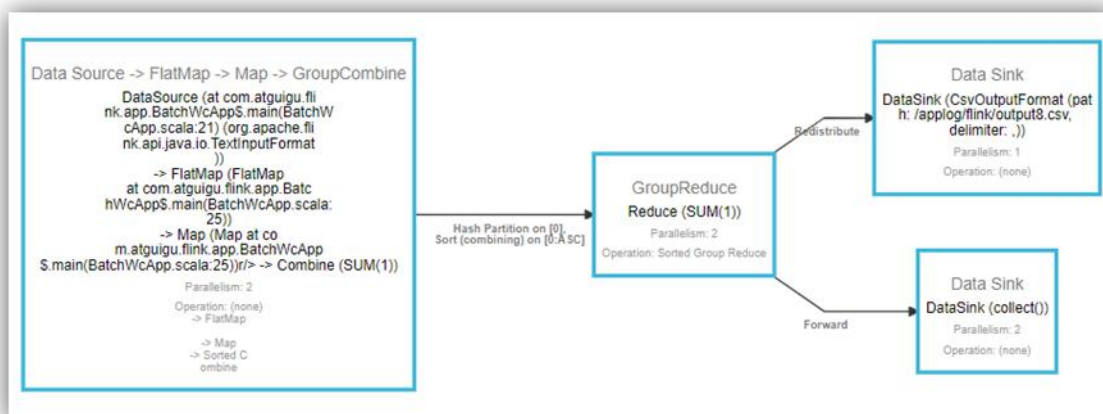 Data Source -> FlatMap -> Map -> GroupCombine
DataSource (at com.atguigu.fli
nk.app.BatchWcApp$.main(BatchW
cApp.scala:21) (org.apache.fli
nk.api.java.io.TextInputFormat
))
-> FlatMap (FlatMap
at com.atguigu.flink.app.Batc
hWcApp$.main(BatchWcApp.scala:
25))
-> Map (Map at co
m.atguigu.flink.app.BatchWcApp
$.main(BatchWcApp.scala:25))r/> -> Combine (SUM(1))
Parallelism: 2
Operation: (none)
-> FlatMap
-> Map
-> Sorted C
ombine
Hash Partition on [0],
Sort (combining) on [0:ASC]
GroupReduce
Reduce (SUM(1))
Parallelism: 2
Operation: Sorted Group Reduce
Redistribute
Data Sink
DataSink (CsvOutputFormat (pat
h: /applog/flink/output8.csv,
delimiter: ,))
Parallelism: 1
Operation: (none)
Forward
Data Sink
DataSink (collect())
Parallelism: 2
Operation: (none)